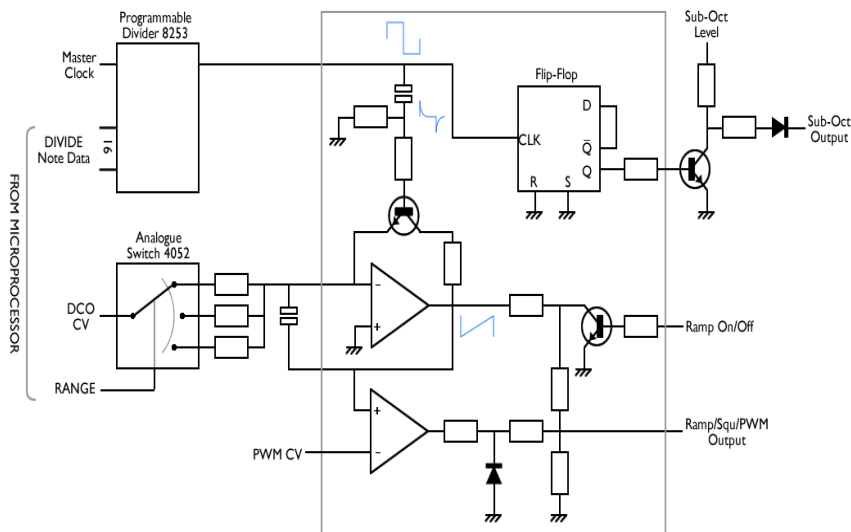 Programmable
Divider 8253
Master
Clock
DIVIDE
Note Data
16
FROM MICROPROCESSOR
Flip-Flop
D
CLK
Q̅
Q
R
S
Sub-Oct
Level
Sub-Oct
Output
Analogue
Switch 4052
DCO
CV
RANGE
-
+
Ramp On/Off
+
-
PWM CV
Ramp/Squ/PWM
Output